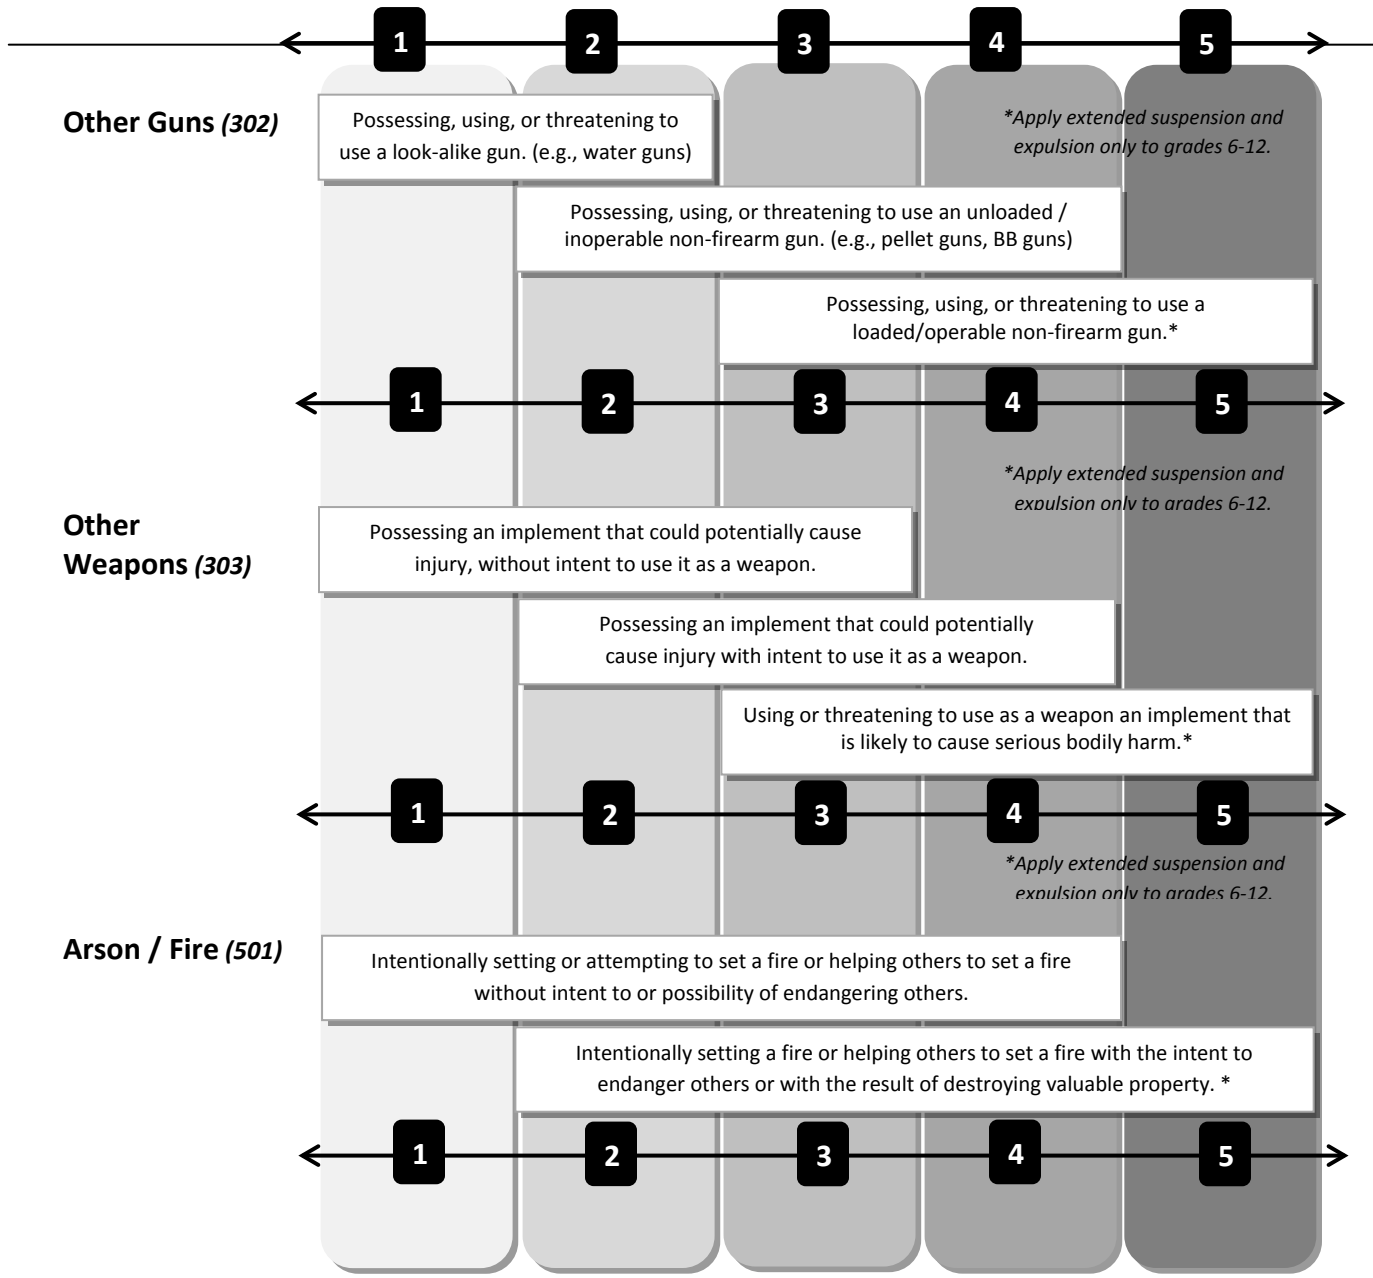 1 2 3 4 5
Other Guns (302)
Possessing, using, or threatening to
use a look-alike gun. (e.g., water guns)
*Apply extended suspension and
expulsion only to grades 6-12.
Possessing, using, or threatening to use an unloaded /
inoperable non-firearm gun. (e.g., pellet guns, BB guns)
Possessing, using, or threatening to use a
loaded/operable non-firearm gun.*
1 2 3 4 5
*Apply extended suspension and
expulsion only to grades 6-12.
Other
Weapons (303)
Possessing an implement that could potentially cause
injury, without intent to use it as a weapon.
Possessing an implement that could potentially
cause injury with intent to use it as a weapon.
Using or threatening to use as a weapon an implement that
is likely to cause serious bodily harm.*
1 2 3 4 5
*Apply extended suspension and
expulsion only to grades 6-12.
Arson / Fire (501)
Intentionally setting or attempting to set a fire or helping others to set a fire
without intent to or possibility of endangering others.
Intentionally setting a fire or helping others to set a fire with the intent to
endanger others or with the result of destroying valuable property. *
1 2 3 4 5